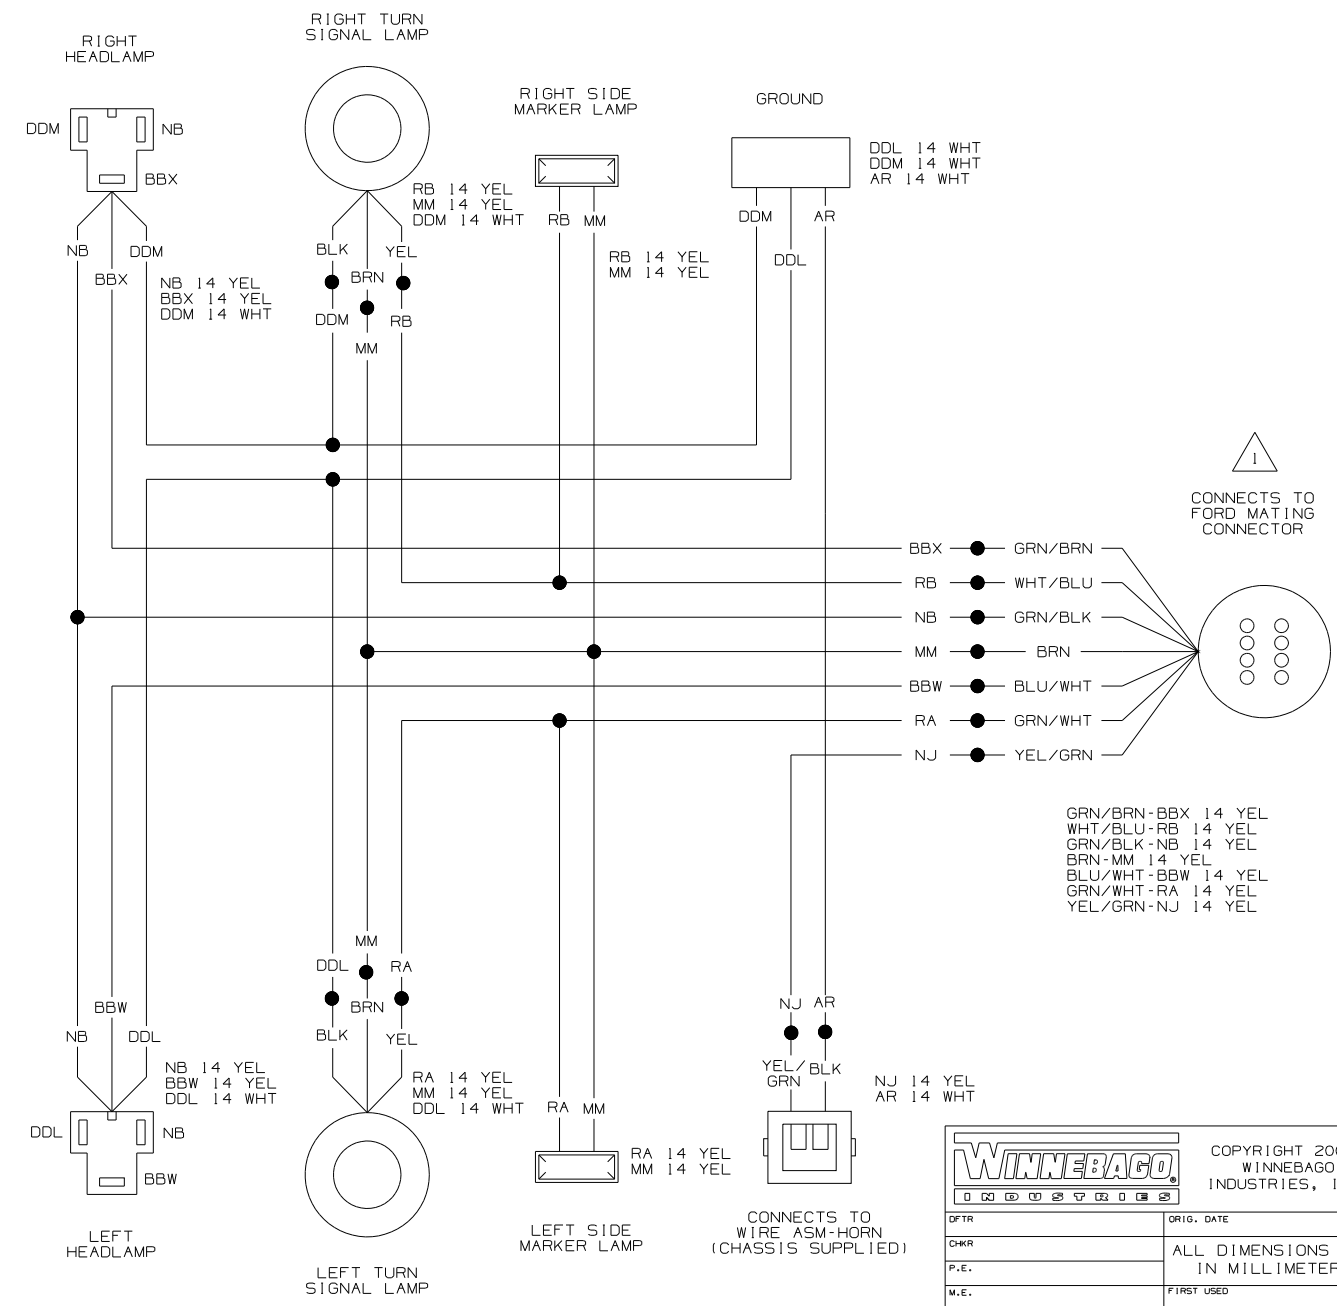 RIGHT TURN
SIGNAL LAMP
RIGHT
HEADLAMP
RIGHT SIDE
MARKER LAMP
GROUND
DDM
NB
BBX
DDL 14 WHT
DDM 14 WHT
AR 14 WHT
RB 14 YEL
MM 14 YEL
DDM 14 WHT
RB
MM
DDM
AR
DDL
NB
BBX
DDM
BLK
BRN
YEL
RB 14 YEL
MM 14 YEL
NB 14 YEL
BBX 14 YEL
DDM 14 WHT
DDM
MM
RB
1
CONNECTS TO
FORD MATING
CONNECTOR
BBX
GRN/BRN
RB
WHT/BLU
NB
GRN/BLK
MM
BRN
BBW
BLU/WHT
RA
GRN/WHT
NJ
YEL/GRN
GRN/BRN-BBX 14 YEL
WHT/BLU-RB 14 YEL
GRN/BLK-NB 14 YEL
BRN-MM 14 YEL
BLU/WHT-BBW 14 YEL
GRN/WHT-RA 14 YEL
YEL/GRN-NJ 14 YEL
MM
DDL
RA
BBW
BRN
NJ
AR
NB
DDL
BLK
YEL
YEL/
GRN
BLK
NB 14 YEL
BBW 14 YEL
DDL 14 WHT
RA 14 YEL
MM 14 YEL
DDL 14 WHT
RA
MM
NJ 14 YEL
AR 14 WHT
DDL
NB
BBW
RA 14 YEL
MM 14 YEL
LEFT
HEADLAMP
LEFT TURN
SIGNAL LAMP
LEFT SIDE
MARKER LAMP
CONNECTS TO
WIRE ASM-HORN
(CHASSIS SUPPLIED)
WINNEBAGO
INDUSTRIES
COPYRIGHT 200
WINNEBAGO
INDUSTRIES, I
DFTR
ORIG. DATE
CHKR
ALL DIMENSIONS
IN MILLIMETER
P.E.
M.E.
FIRST USED